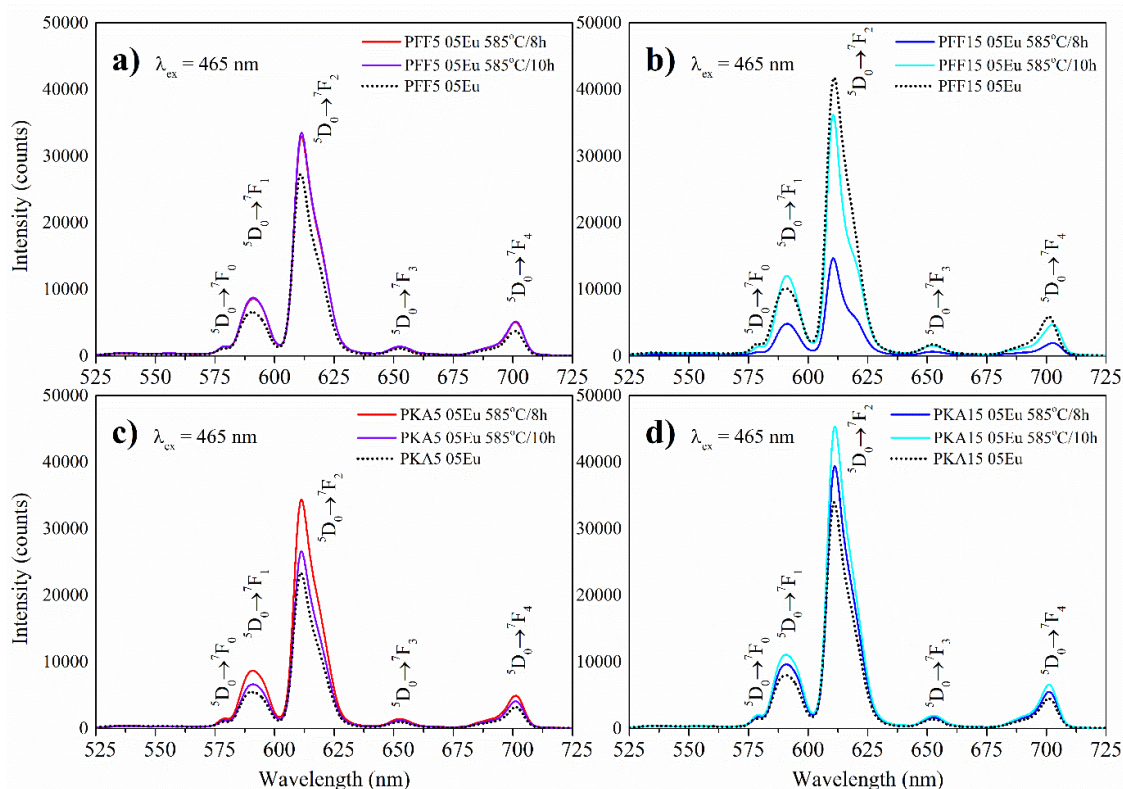 a)
λex = 465 nm
PFF5 05Eu 585°C/8h
PFF5 05Eu 585°C/10h
PFF5 05Eu
⁵D₀→⁷F₀
⁵D₀→⁷F₁
⁵D₀→⁷F₂
⁵D₀→⁷F₃
⁵D₀→⁷F₄
Intensity (counts)
50000
40000
30000
20000
10000
0
525 550 575 600 625 650 675 700 725
b)
λex = 465 nm
PFF15 05Eu 585°C/8h
PFF15 05Eu 585°C/10h
PFF15 05Eu
⁵D₀→⁷F₀
⁵D₀→⁷F₁
⁵D₀→⁷F₂
⁵D₀→⁷F₃
⁵D₀→⁷F₄
50000
40000
30000
20000
10000
0
525 550 575 600 625 650 675 700 725
c)
λex = 465 nm
PKA5 05Eu 585°C/8h
PKA5 05Eu 585°C/10h
PKA5 05Eu
⁵D₀→⁷F₀
⁵D₀→⁷F₁
⁵D₀→⁷F₂
⁵D₀→⁷F₃
⁵D₀→⁷F₄
Intensity (counts)
50000
40000
30000
20000
10000
0
525 550 575 600 625 650 675 700 725
Wavelength (nm)
d)
λex = 465 nm
PKA15 05Eu 585°C/8h
PKA15 05Eu 585°C/10h
PKA15 05Eu
⁵D₀→⁷F₀
⁵D₀→⁷F₁
⁵D₀→⁷F₂
⁵D₀→⁷F₃
⁵D₀→⁷F₄
50000
40000
30000
20000
10000
0
525 550 575 600 625 650 675 700 725
Wavelength (nm)